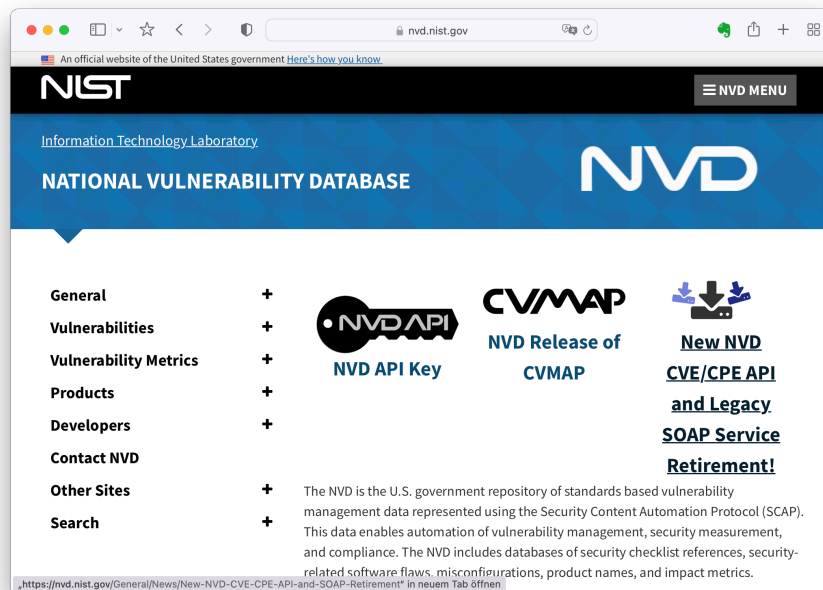 nvd.nist.gov
An official website of the United States government Here's how you know
NIST
NVD MENU
Information Technology Laboratory
NATIONAL VULNERABILITY DATABASE
NVD
General +
Vulnerabilities +
Vulnerability Metrics +
Products +
Developers +
Contact NVD
Other Sites +
Search +
NVD API
NVD API Key
CVMAP
NVD Release of
CVMAP
New NVD
CVE/CPE API
and Legacy
SOAP Service
Retirement!
The NVD is the U.S. government repository of standards based vulnerability
management data represented using the Security Content Automation Protocol (SCAP).
This data enables automation of vulnerability management, security measurement,
and compliance. The NVD includes databases of security checklist references, security-
related software flaws, misconfigurations, product names, and impact metrics.
„https://nvd.nist.gov/General/News/New-NVD-CVE-CPE-API-and-SOAP-Retirement“ in neuem Tab öffnen